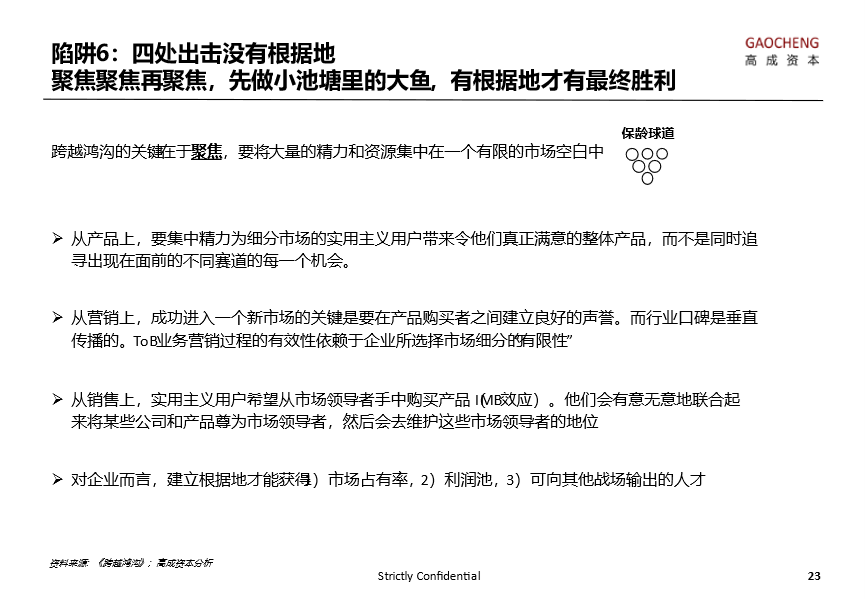 陷阱6：四处出击没有根据地
聚焦聚焦再聚焦，先做小池塘里的大鱼，有根据地才有最终胜利
GAOCHENG
高成资本
保龄球道
跨越鸿沟的关键在于聚焦，要将大量的精力和资源集中在一个有限的市场空白中
➢ 从产品上，要集中精力为细分市场的实用主义用户带来令他们真正满意的整体产品，而不是同时追
寻出现在面前的不同赛道的每一个机会。
➢ 从营销上，成功进入一个新市场的关键是要在产品购买者之间建立良好的声誉。而行业口碑是垂直
传播的。ToB业务营销过程的有效性依赖于企业所选择市场细分的“有限性”
➢ 从销售上，实用主义用户希望从市场领导者手中购买产品（IMB效应）。他们会有意无意地联合起
来将某些公司和产品尊为市场领导者，然后会去维护这些市场领导者的地位
➢ 对企业而言，建立根据地才能获得1）市场占有率，2）利润池，3）可向其他战场输出的人才
资料来源：《跨越鸿沟》；高成资本分析
Strictly Confidential
23